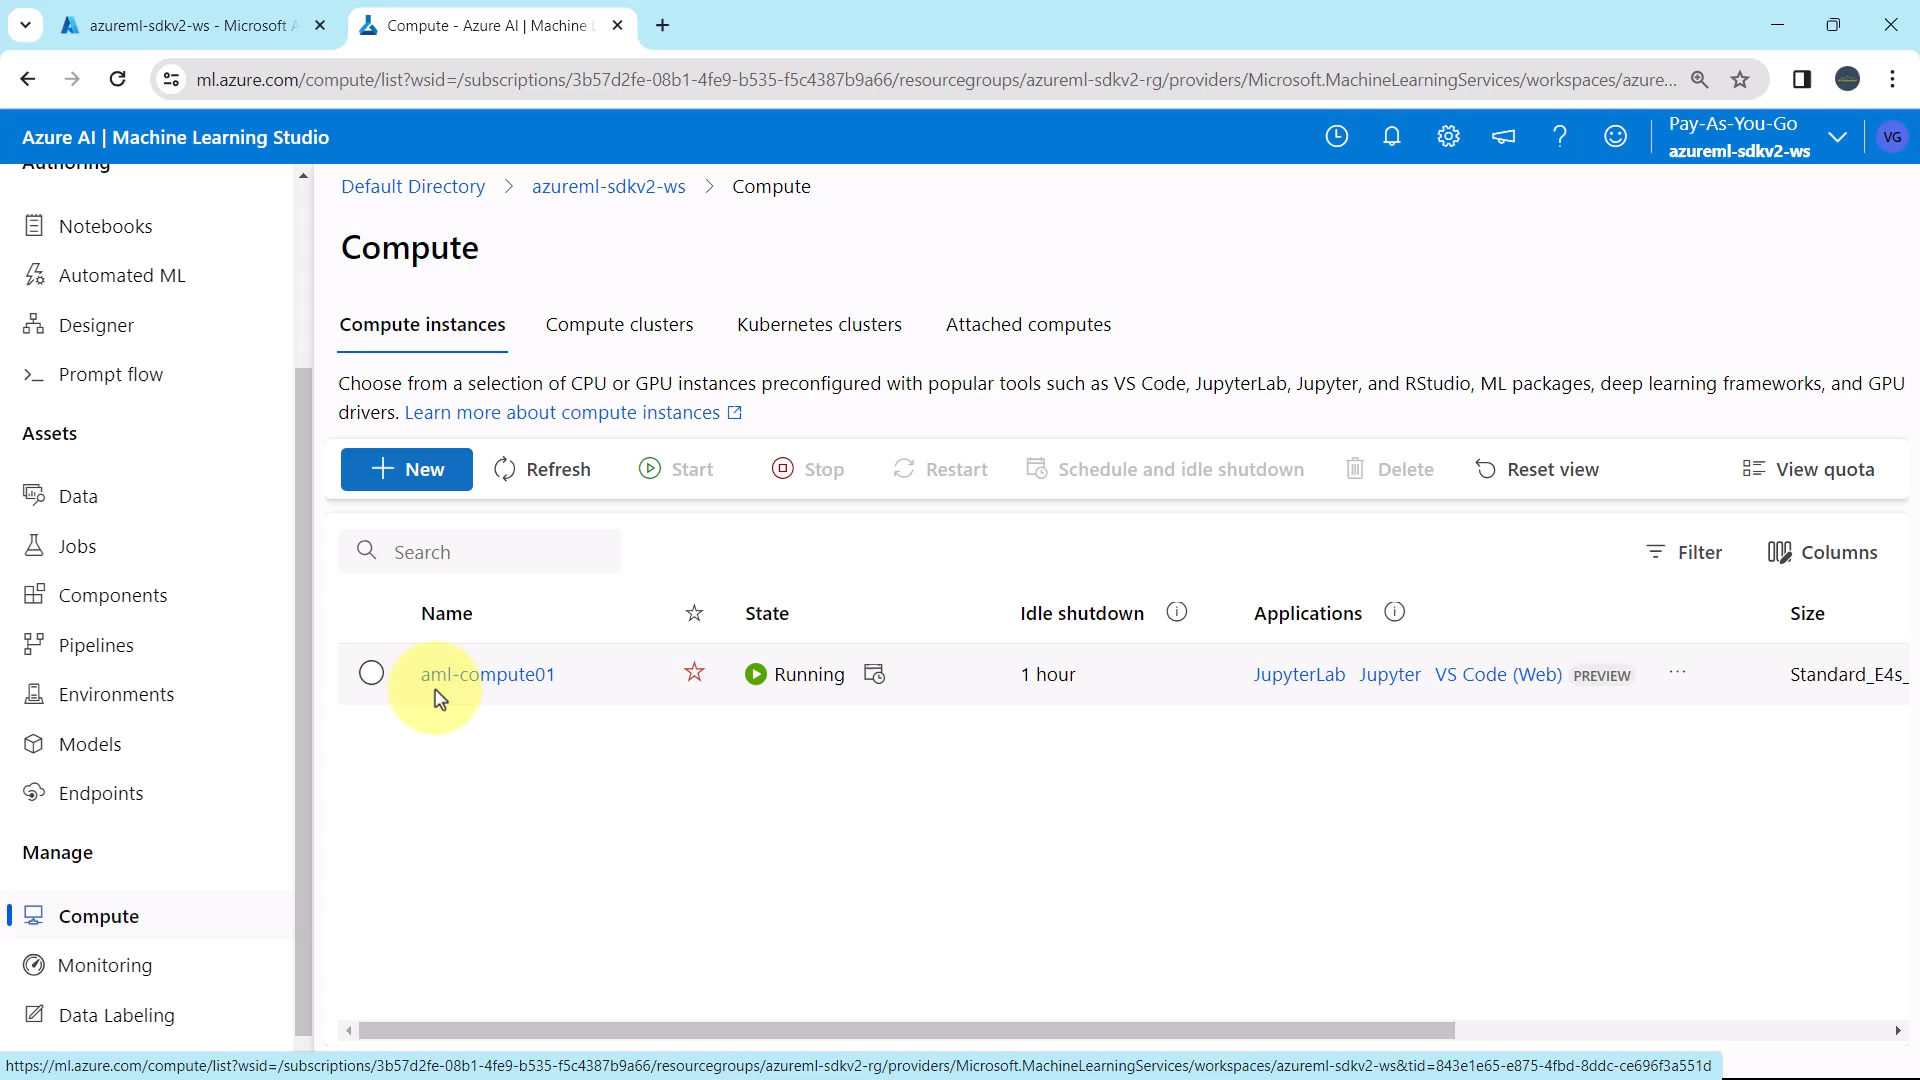 azureml-sdkv2-ws - Microsoft A
Compute - Azure AI | Machine L
ml.azure.com/compute/list?wsid=/subscriptions/3b57d2fe-08b1-4fe9-b535-f5c4387b9a66/resourcegroups/azureml-sdkv2-rg/providers/Microsoft.MachineLearningServices/workspaces/azure...
Azure AI | Machine Learning Studio
Pay-As-You-Go
azureml-sdkv2-ws
VG
Authoring
Notebooks
Automated ML
Designer
Prompt flow
Assets
Data
Jobs
Components
Pipelines
Environments
Models
Endpoints
Manage
Compute
Monitoring
Data Labeling
Default Directory > azureml-sdkv2-ws > Compute
Compute
Compute instances Compute clusters Kubernetes clusters Attached computes
Choose from a selection of CPU or GPU instances preconfigured with popular tools such as VS Code, JupyterLab, Jupyter, and RStudio, ML packages, deep learning frameworks, and GPU
drivers. Learn more about compute instances
New Refresh Start Stop Restart Schedule and idle shutdown Delete Reset view View quota
Search Filter Columns
Name State Idle shutdown Applications Size
aml-compute01 Running 1 hour JupyterLab Jupyter VS Code (Web) PREVIEW ... Standard_E4s_
https://ml.azure.com/compute/list?wsid=/subscriptions/3b57d2fe-08b1-4fe9-b535-f5c4387b9a66/resourcegroups/azureml-sdkv2-rg/providers/Microsoft.MachineLearningServices/workspaces/azureml-sdkv2-ws&tid=843e1e65-e875-4fbd-8ddc-ce696f3a551d